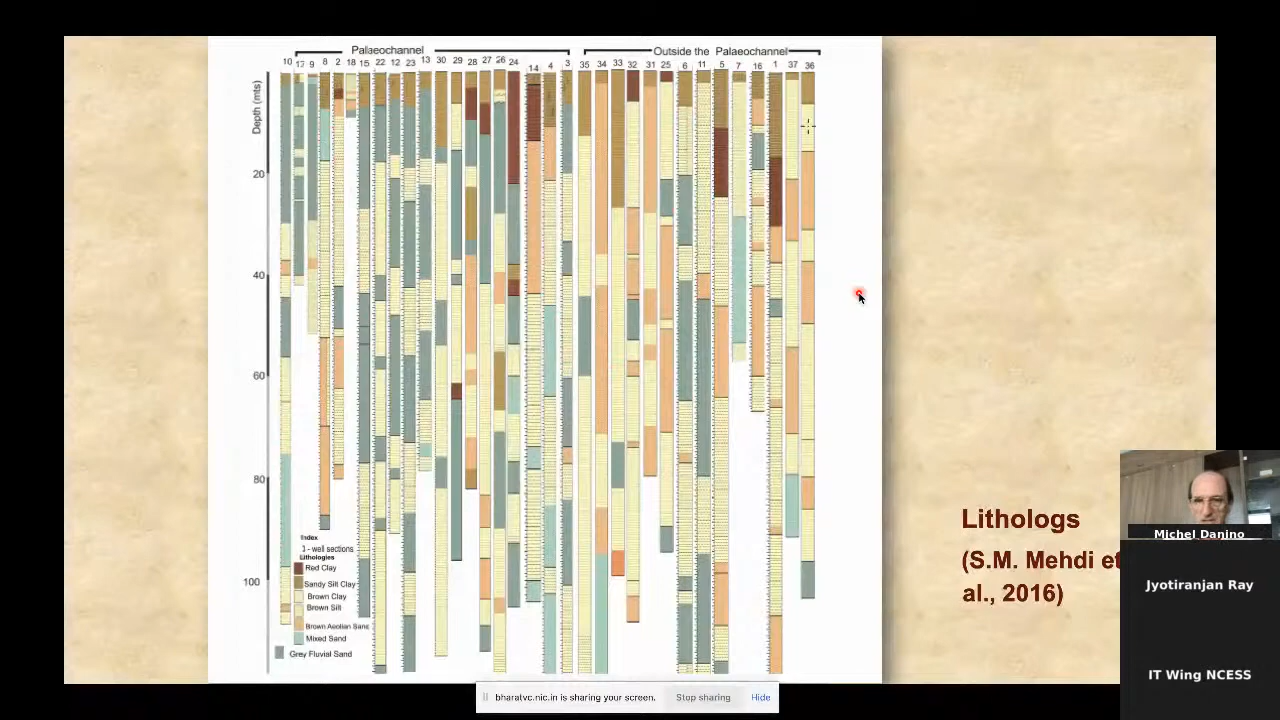 Palaeochannel
Outside the Palaeochannel
10 17 9 8 2 18 15 22 12 23 13 30 29 28 27 26 24 14 4 3 35 34 33 32 31 25 6 11 5 7 16 1 37 36
Depth (mts)
20
40
60
80
100
Index
1 - wall sections
Lithologies
Red Clay
Sandy Silt Clay
Brown Clay
Brown Silt
Brown Aeolian Sand
Mixed Sand
Grey Fluvial Sand
Lithologs
(S.M. Mehdi et
al., 2016)
Michel Danino
Jyotiranjan Ray
IT Wing NCESS
bharatvc.nic.in is sharing your screen.
Stop sharing
Hide